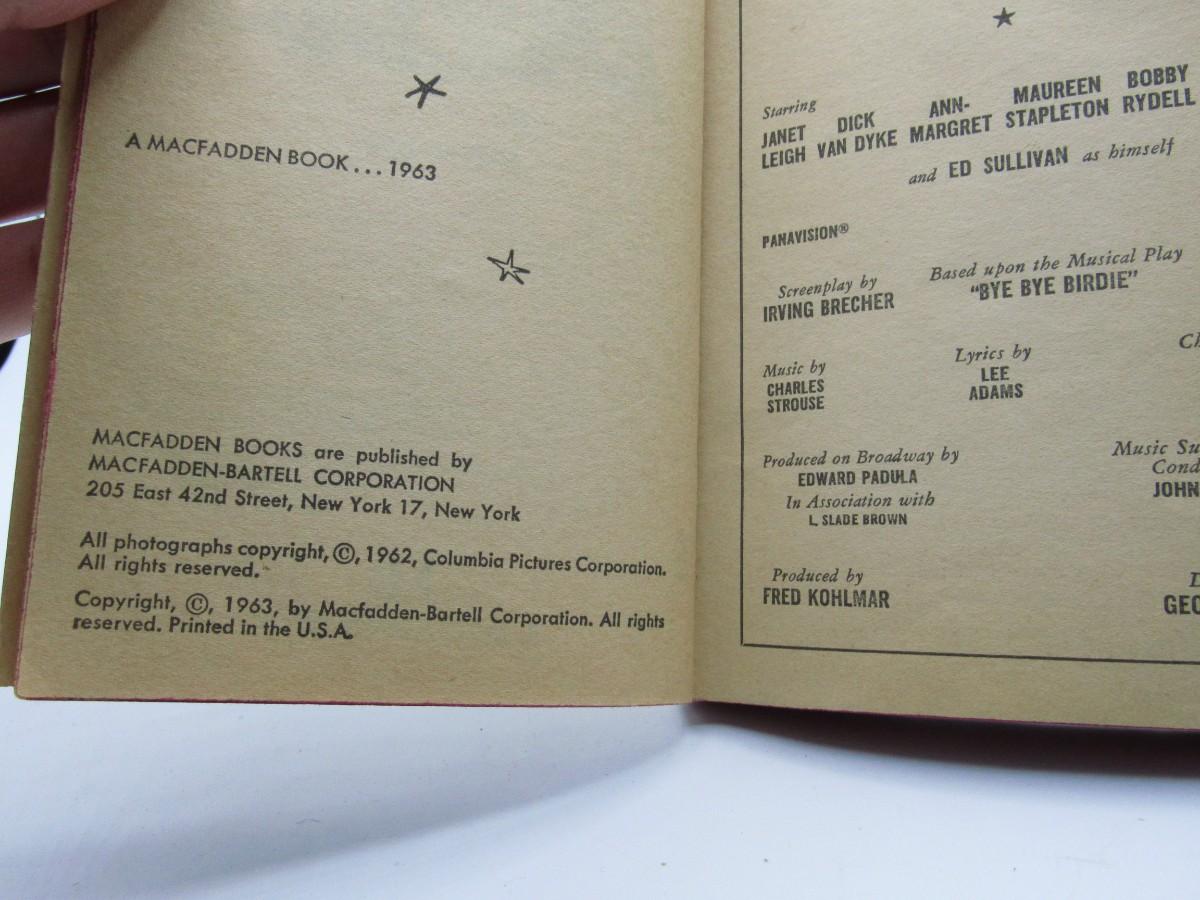 A MACFADDEN BOOK...1963
MACFADDEN BOOKS are published by
MACFADDEN-BARTELL CORPORATION
205 East 42nd Street, New York 17, New York
All photographs copyright, ©, 1962, Columbia Pictures Corporation.
All rights reserved.
Copyright, ©, 1963, by Macfadden-Bartell Corporation. All rights
reserved. Printed in the U.S.A.
Starring
JANET DICK ANN- MAUREEN BOBBY
LEIGH VAN DYKE MARGRET STAPLETON RYDELL
and ED SULLIVAN as himself
PANAVISION®
Screenplay by
IRVING BRECHER
Based upon the Musical Play
"BYE BYE BIRDIE"
Music by
CHARLES
STROUSE
Lyrics by
LEE
ADAMS
Produced on Broadway by
EDWARD PADULA
In Association with
L. SLADE BROWN
Music
JOHN
Produced by
FRED KOHLMAR